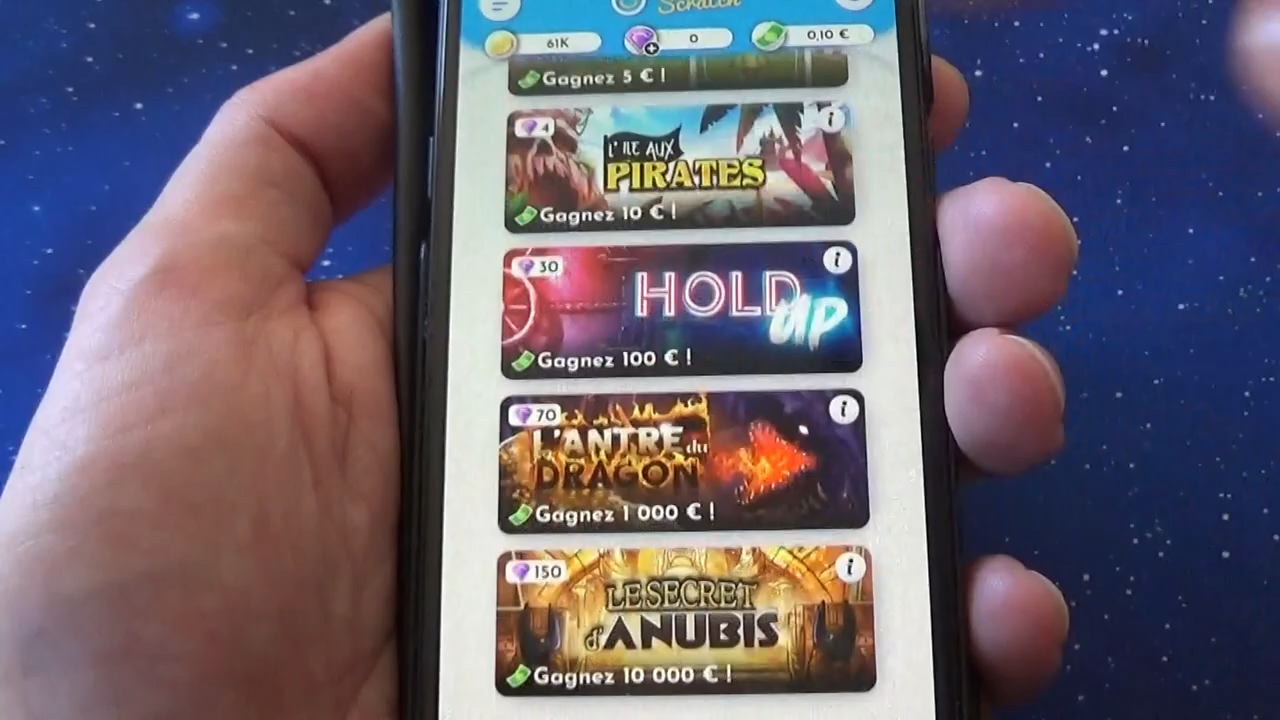 Scratch
61K
0
0,10 €
Gagnez 5 € !
4
i
L'ILE AUX
PIRATES
Gagnez 10 € !
30
i
HOLD
UP
Gagnez 100 € !
70
i
L'ANTRE du
DRAGON
Gagnez 1 000 € !
150
i
LE SECRET
d'ANUBIS
Gagnez 10 000 € !